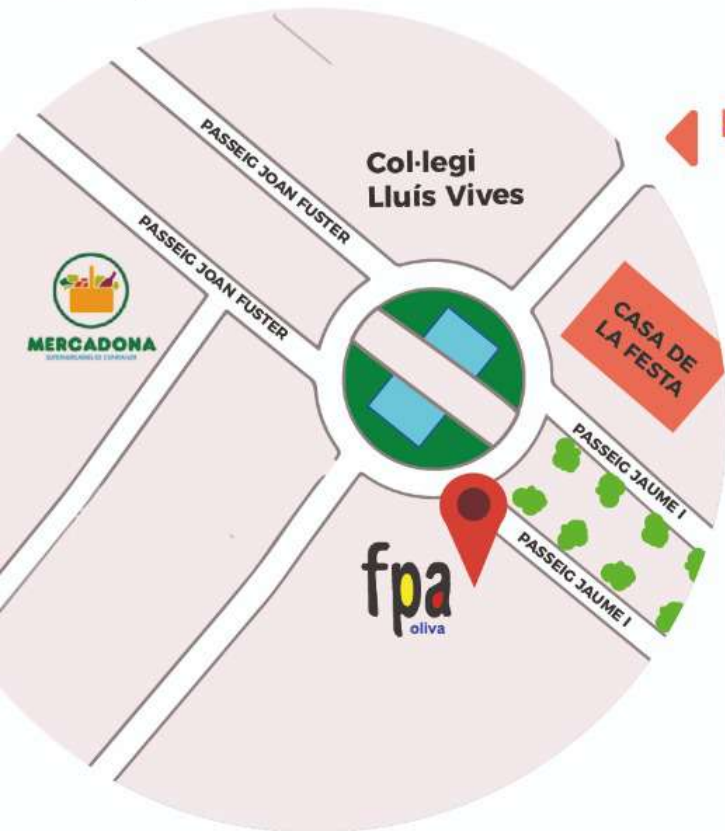 PASSEIG JOAN FUSTER
Col·legi
Lluís Vives
PASSEIG JOAN FUSTER
MERCADONA
CASA DE
LA FESTA
PASSEIG JAUME I
PASSEIG JAUME I
fpa
oliva